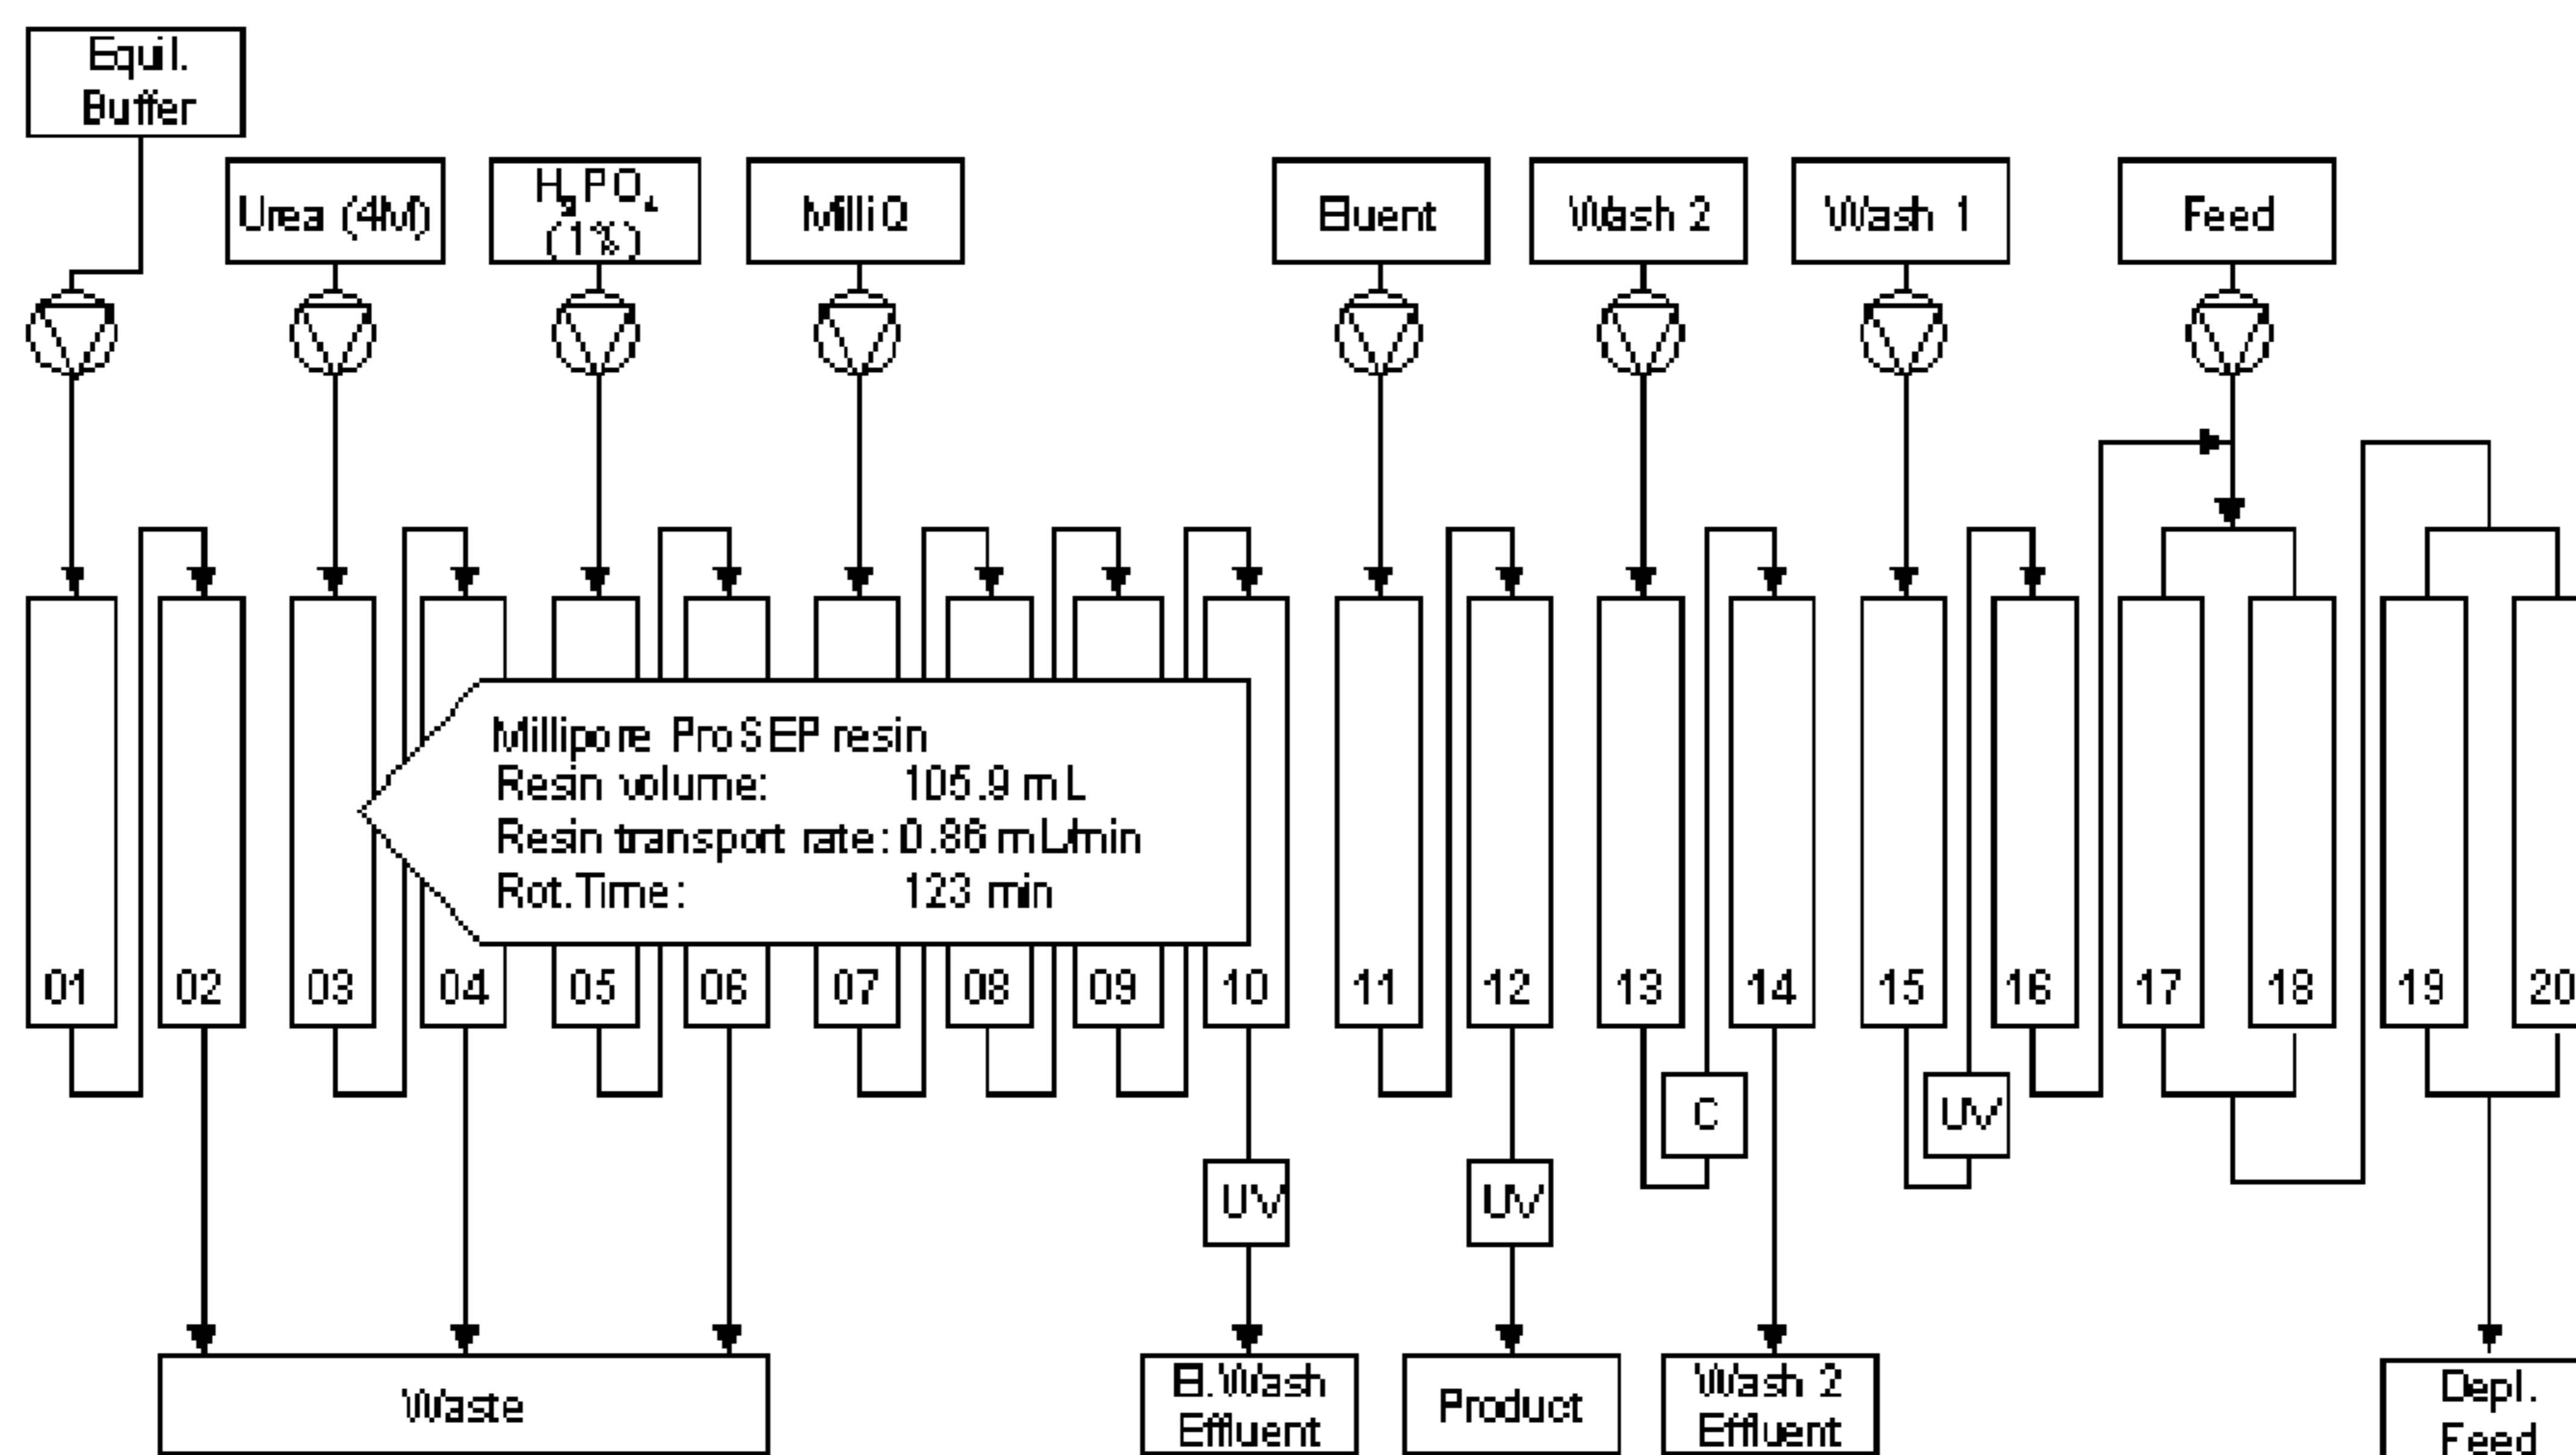 Equil.
Buffer
Urea (4M)
H₃PO₄
(1%)
MilliQ
Eluent
Wash 2
Wash 1
Feed
Millipore ProSEP resin
Resin volume: 105.9 mL
Resin transport rate: 0.86 mL/min
Rot.Time: 123 min
01 02 03 04 05 06 07 08 09 10 11 12 13 14 15 16 17 18 19 20
C
UV
UV
UV
Waste
El.Wash
Effluent
Product
Wash 2
Effluent
Depl.
Feed